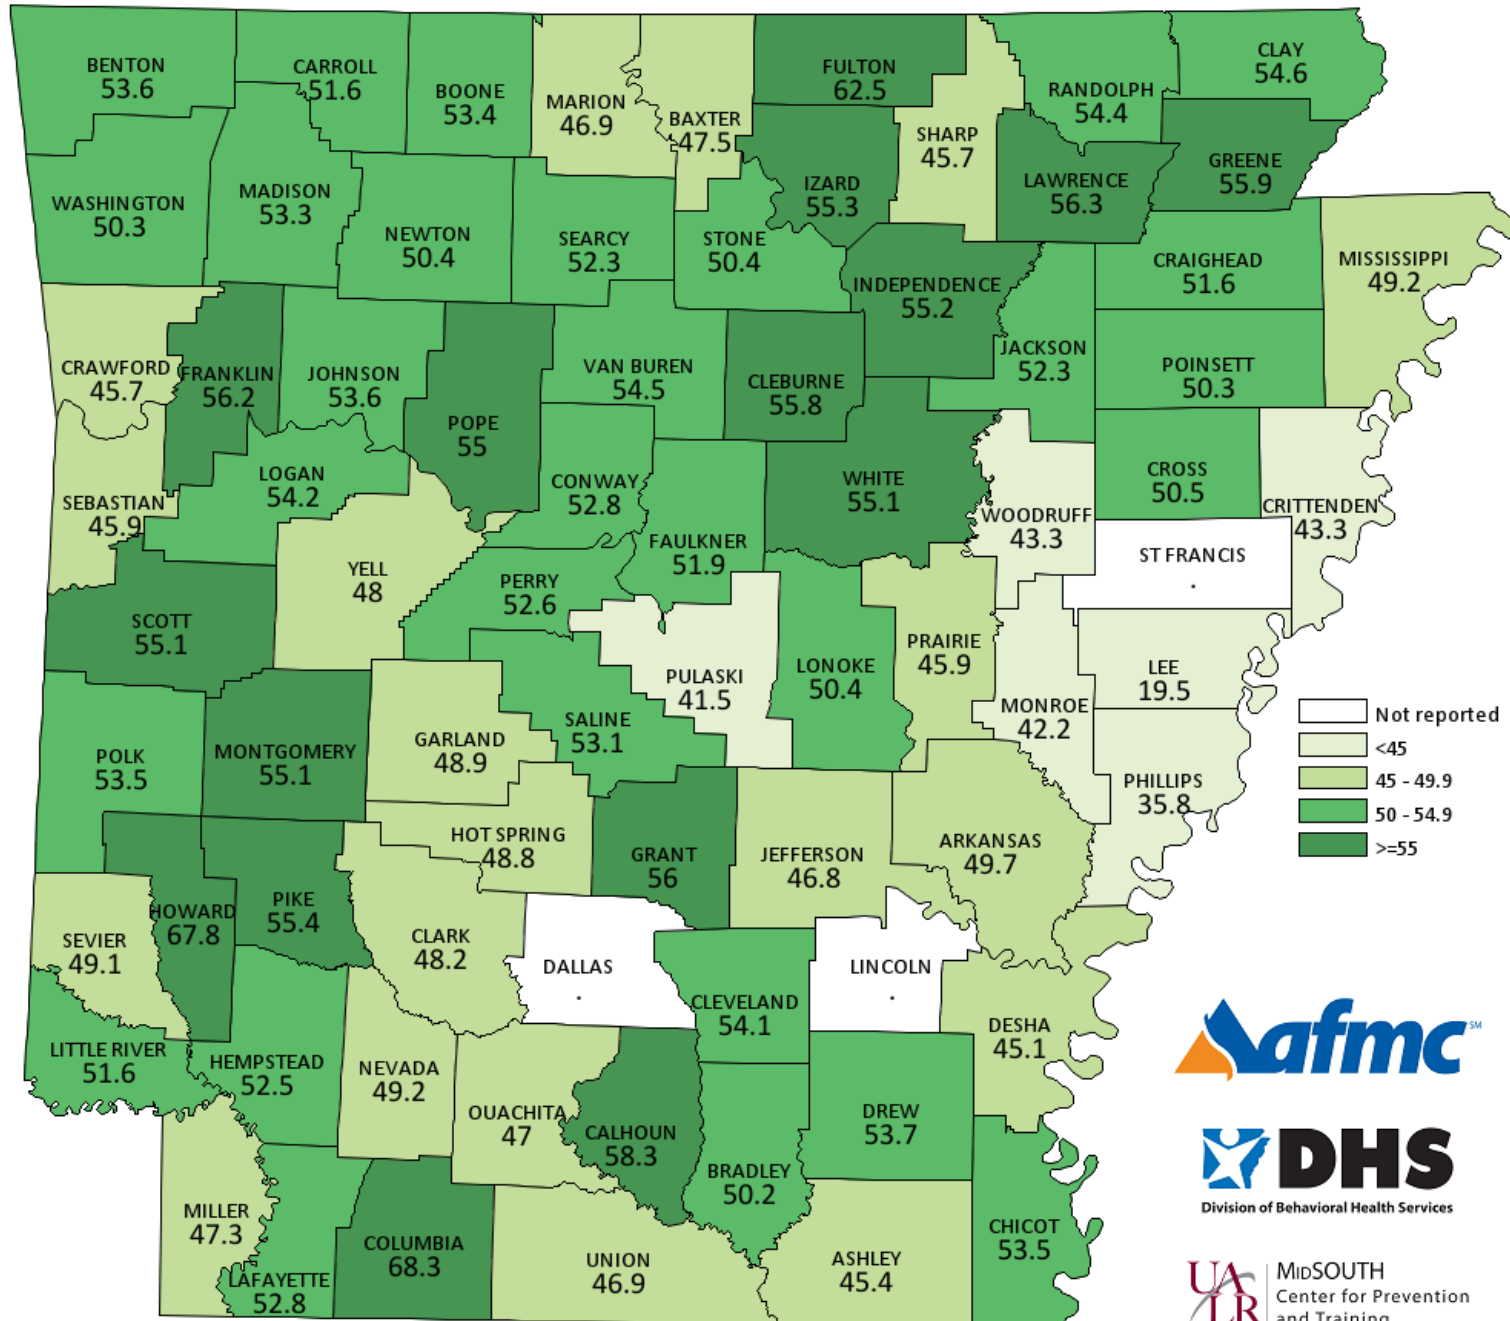 BENTON
53.6
CARROLL
51.6
BOONE
53.4
MARION
46.9
BAXTER
47.5
FULTON
62.5
SHARP
45.7
RANDOLPH
54.4
CLAY
54.6
WASHINGTON
50.3
MADISON
53.3
NEWTON
50.4
SEARCY
52.3
STONE
50.4
IZARD
55.3
LAWRENCE
56.3
GREENE
55.9
INDEPENDENCE
55.2
CRAIGHEAD
51.6
MISSISSIPPI
49.2
CRAWFORD
45.7
FRANKLIN
56.2
JOHNSON
53.6
POPE
55
VAN BUREN
54.5
CLEBURNE
55.8
JACKSON
52.3
POINSETT
50.3
SEBASTIAN
45.9
LOGAN
54.2
CONWAY
52.8
WHITE
55.1
WOODRUFF
43.3
CROSS
50.5
CRITTENDEN
43.3
SCOTT
55.1
YELL
48
PERRY
52.6
FAULKNER
51.9
ST FRANCIS
.
PULASKI
41.5
LONOKE
50.4
PRAIRIE
45.9
MONROE
42.2
LEE
19.5
POLK
53.5
MONTGOMERY
55.1
GARLAND
48.9
SALINE
53.1
PHILLIPS
35.8
Not reported
<45
45 - 49.9
50 - 54.9
>=55
HOT SPRING
48.8
GRANT
56
JEFFERSON
46.8
ARKANSAS
49.7
SEVIER
49.1
HOWARD
67.8
PIKE
55.4
CLARK
48.2
DALLAS
.
CLEVELAND
54.1
LINCOLN
.
DESHA
45.1
LITTLE RIVER
51.6
HEMPSTEAD
52.5
NEVADA
49.2
OUACHITA
47
CALHOUN
58.3
BRADLEY
50.2
DREW
53.7
MILLER
47.3
LAFAYETTE
52.8
COLUMBIA
68.3
UNION
46.9
ASHLEY
45.4
CHICOT
53.5
afmc SM
DHS
Division of Behavioral Health Services
UALR
MIDSOUTH
Center for Prevention
and Training